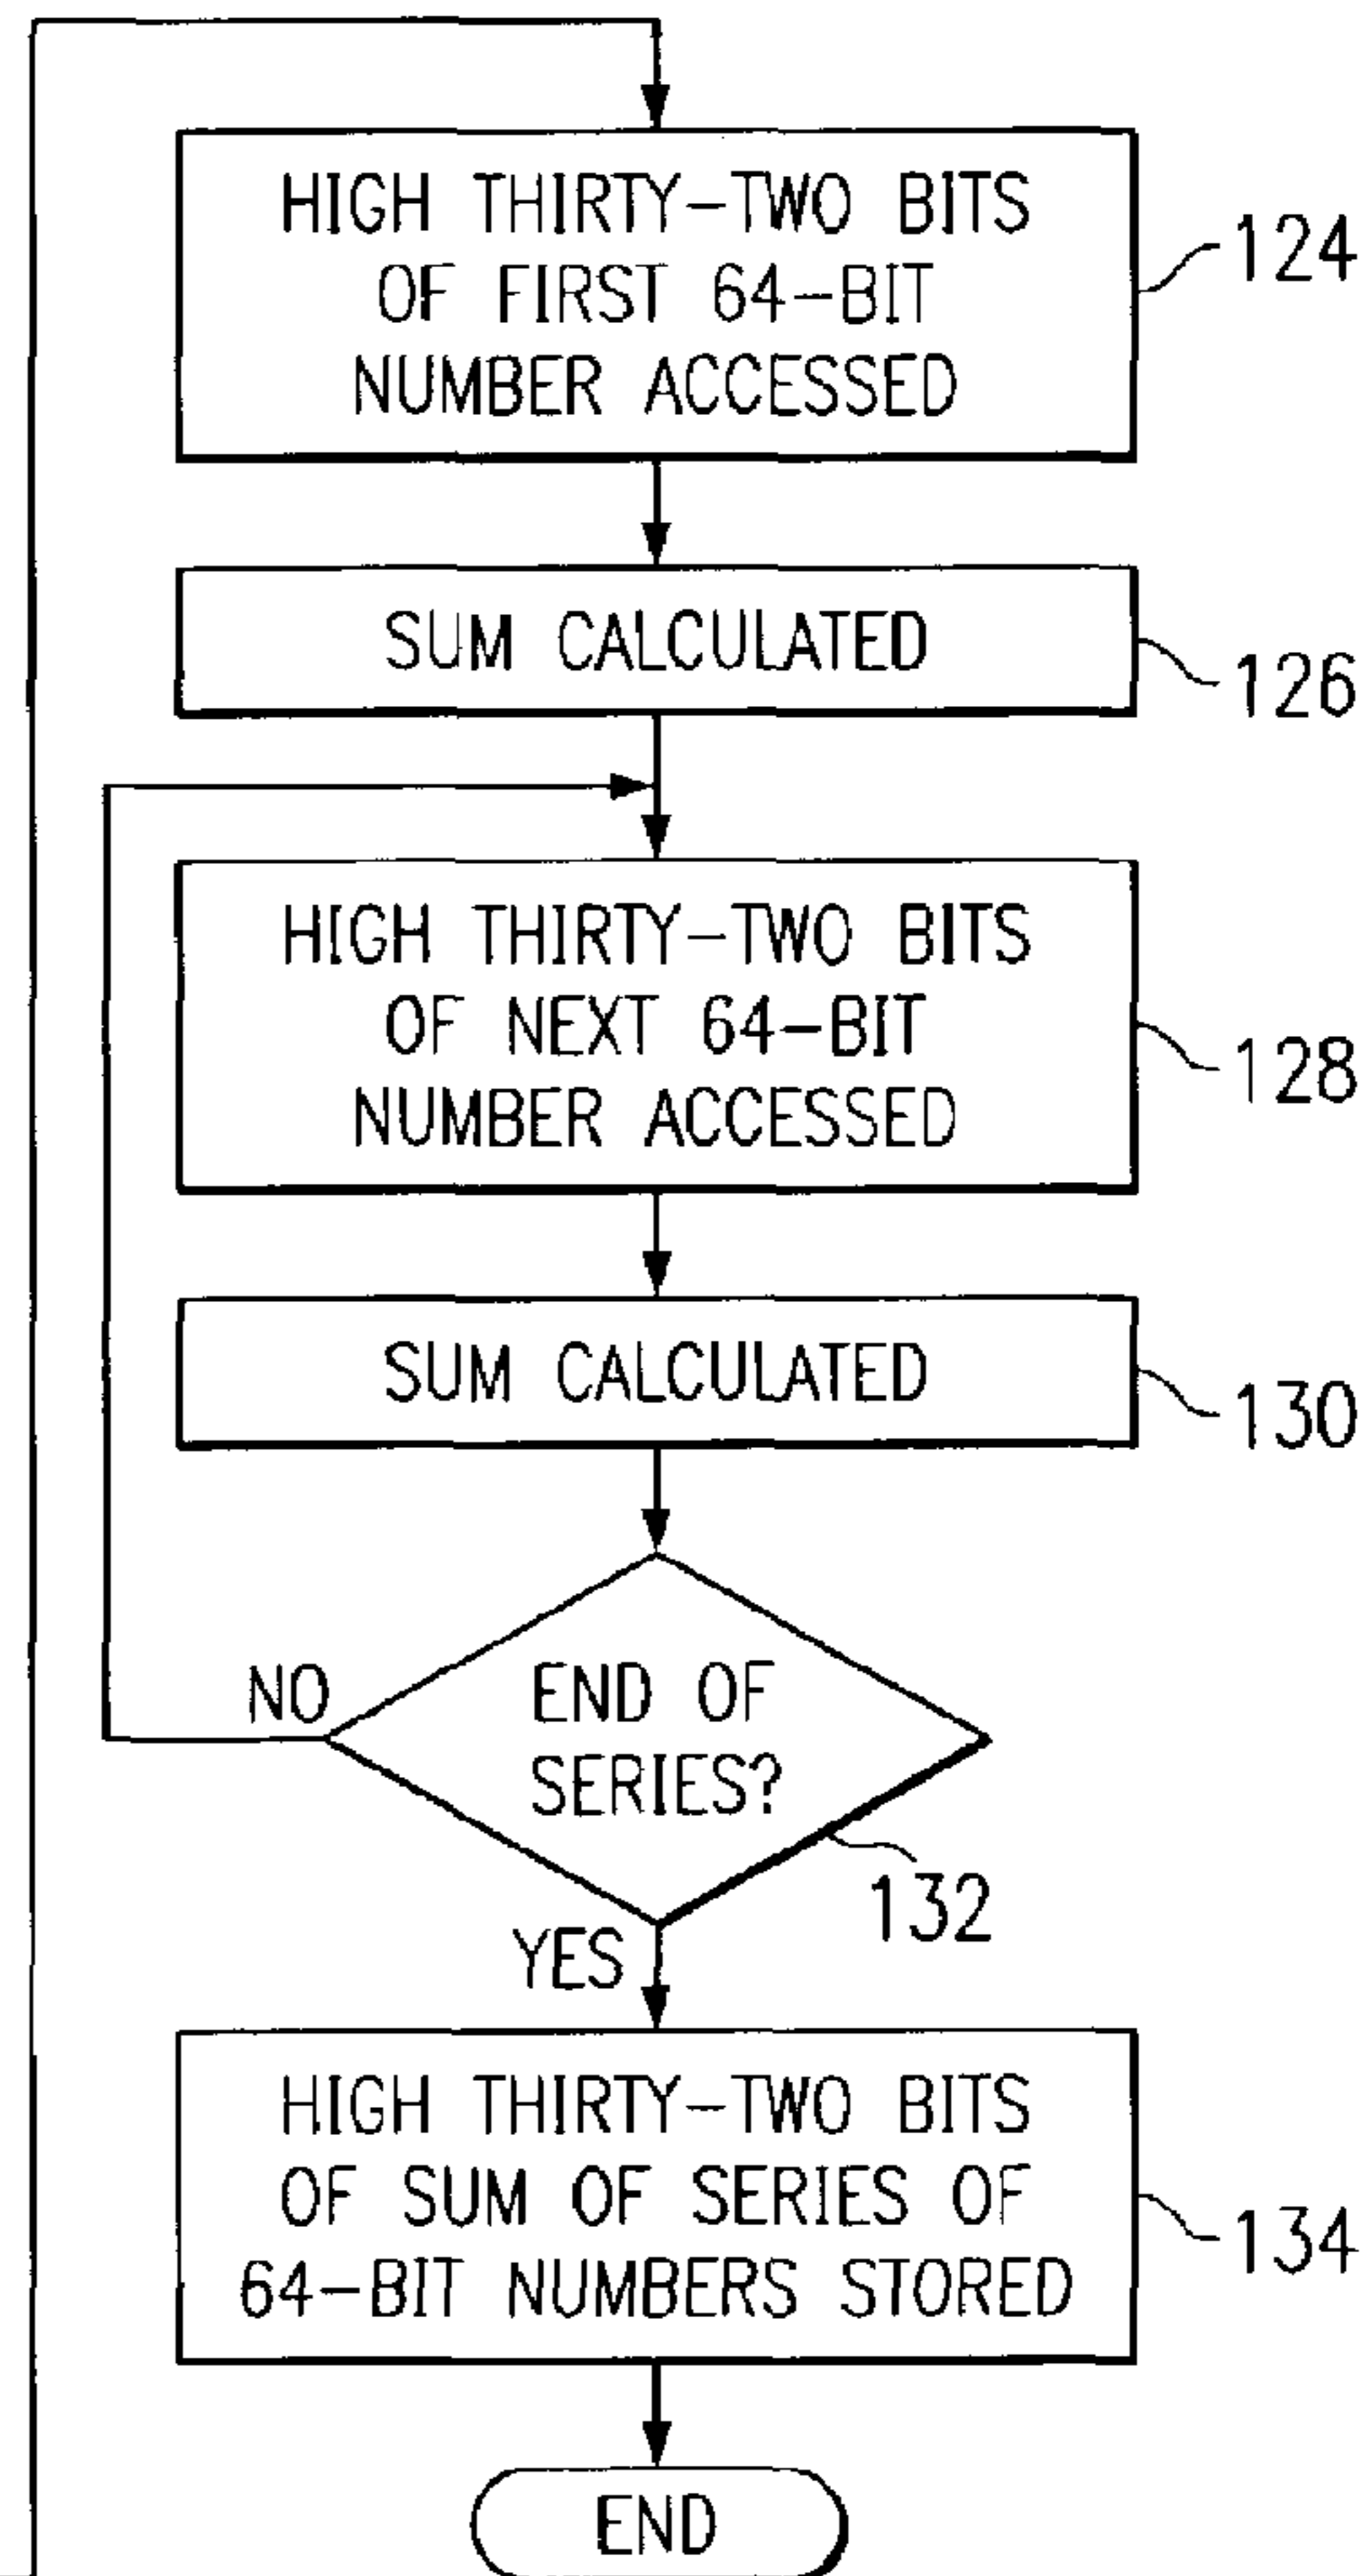 HIGH THIRTY-TWO BITS
OF FIRST 64-BIT
NUMBER ACCESSED
124
SUM CALCULATED
126
HIGH THIRTY-TWO BITS
OF NEXT 64-BIT
NUMBER ACCESSED
128
SUM CALCULATED
130
NO
END OF
SERIES?
132
YES
HIGH THIRTY-TWO BITS
OF SUM OF SERIES OF
64-BIT NUMBERS STORED
134
END